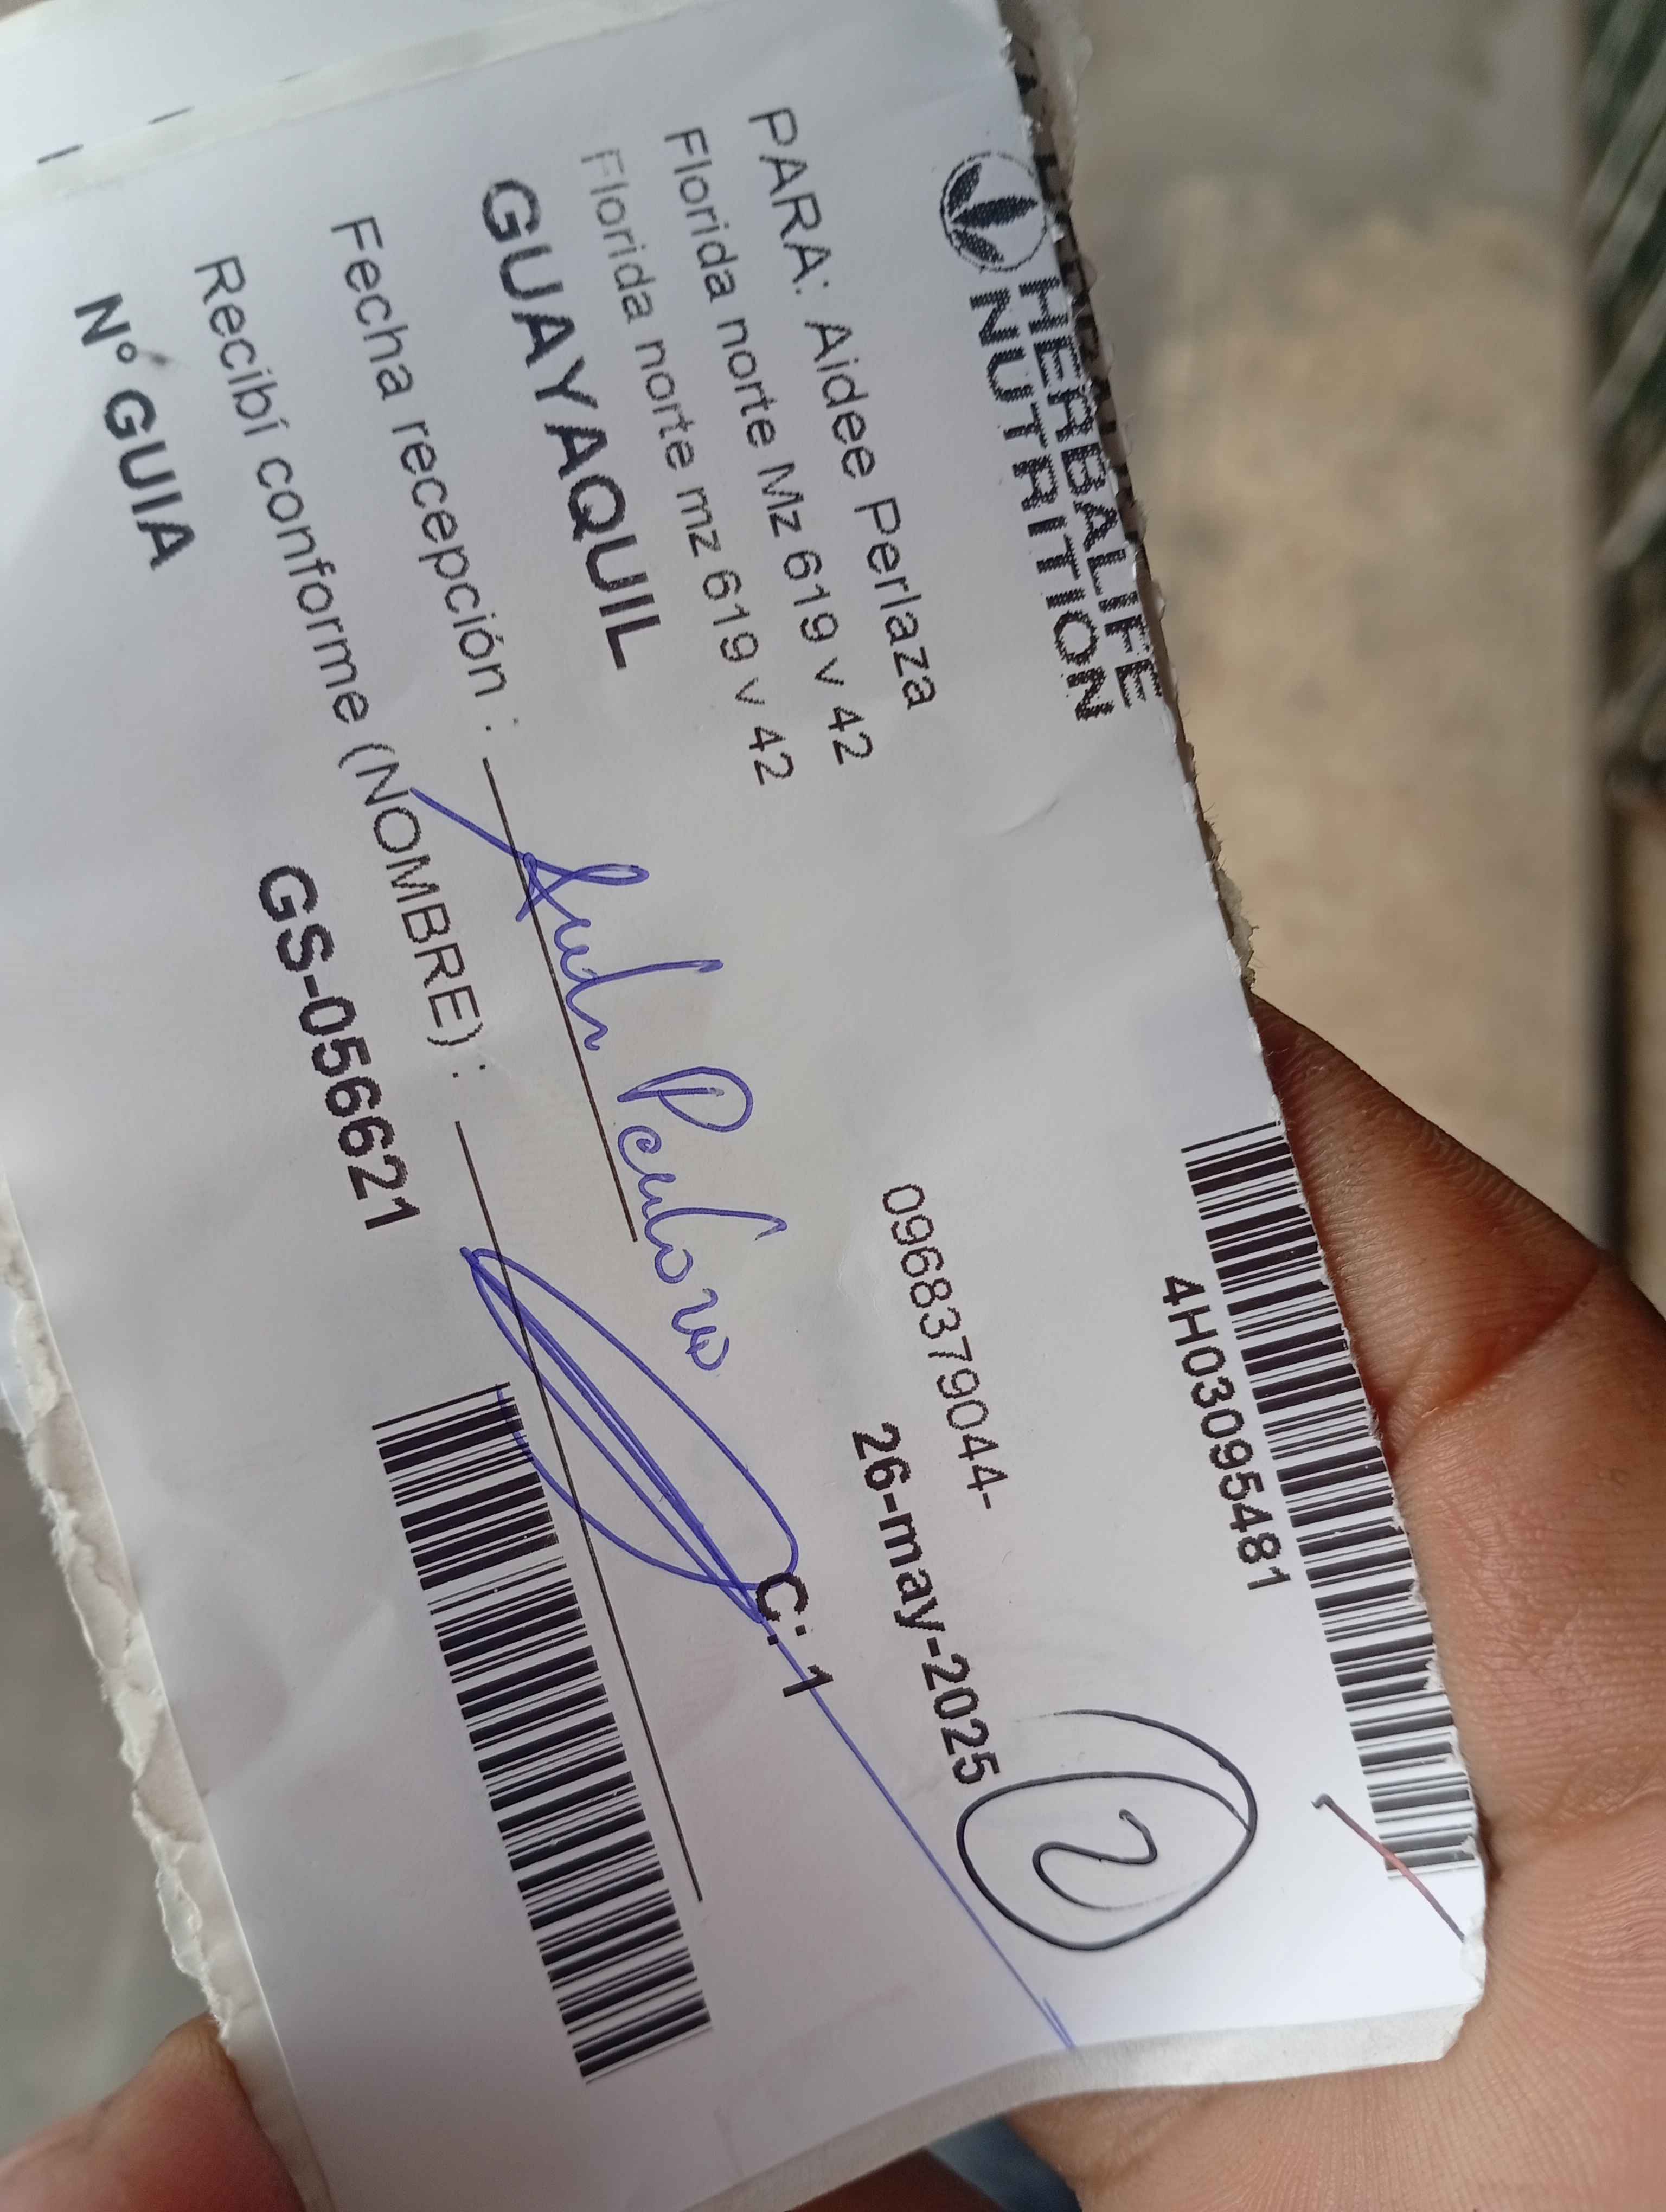 HERBALIFE
NUTRITION
4H03095481
PARA: Aidee Perlaza
0968379044-
Florida norte Mz 619 v 42
Florida norte mz 619 v 42
26-may-2025
2
GUAYAQUIL
C: 1
Fecha recepción :
Recibí conforme (NOMBRE) :
N° GUIA
GS-056621